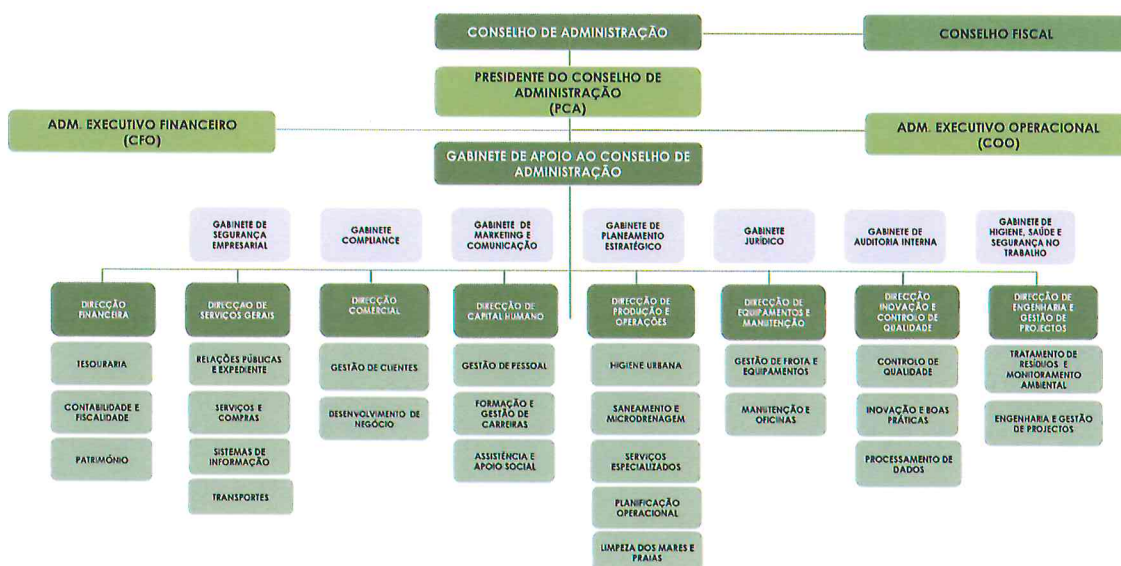 CONSELHO DE ADMINISTRAÇÃO
CONSELHO FISCAL
PRESIDENTE DO CONSELHO DE
ADMINISTRAÇÃO
(PCA)
ADM. EXECUTIVO FINANCEIRO
(CFO)
ADM. EXECUTIVO OPERACIONAL
(COO)
GABINETE DE APOIO AO CONSELHO DE
ADMINISTRAÇÃO
GABINETE DE
SEGURANÇA
EMPRESARIAL
GABINETE
COMPLIANCE
GABINETE DE
MARKETING E
COMUNICAÇÃO
GABINETE DE
PLANEAMENTO
ESTRATÉGICO
GABINETE
JURÍDICO
GABINETE DE
AUDITORIA INTERNA
GABINETE DE
HIGIENE, SAÚDE E
SEGURANÇA NO
TRABALHO
DIRECÇÃO
FINANCEIRA
TESOURARIA
CONTABILIDADE E
FISCALIDADE
PATRIMÓNIO
DIRECÇAO DE
SERVIÇOS GERAIS
RELAÇÕES PÚBLICAS
E EXPEDIENTE
SERVIÇOS E
COMPRAS
SISTEMAS DE
INFORMAÇÃO
TRANSPORTES
DIRECÇÃO
COMERCIAL
GESTÃO DE CLIENTES
DESENVOLVIMENTO DE
NEGÓCIO
DIRECÇÃO DE
CAPITAL HUMANO
GESTÃO DE PESSOAL
FORMAÇÃO E
GESTÃO DE
CARREIRAS
ASSISTÊNCIA E
APOIO SOCIAL
DIRECÇÃO DE
PRODUÇÃO E
OPERAÇÕES
HIGIENE URBANA
SANEAMENTO E
MICRODRENAGEM
SERVIÇOS
ESPECIALIZADOS
PLANIFICAÇÃO
OPERACIONAL
LIMPEZA DOS MARES E
PRAIAS
DIRECÇÃO DE
EQUIPAMENTOS
E MANUTENÇÃO
GESTÃO DE FROTA E
EQUIPAMENTOS
MANUTENÇÃO E
OFICINAS
DIRECÇÃO
INOVAÇÃO E
CONTROLO DE
QUALIDADE
CONTROLO DE
QUALIDADE
INOVAÇÃO E BOAS
PRÁTICAS
PROCESSAMENTO DE
DADOS
DIRECÇÃO DE
ENGENHARIA E
GESTÃO DE
PROJECTOS
TRATAMENTO DE
RESÍDUOS E
MONITORAMENTO
AMBIENTAL
ENGENHARIA E GESTÃO
DE PROJECTOS